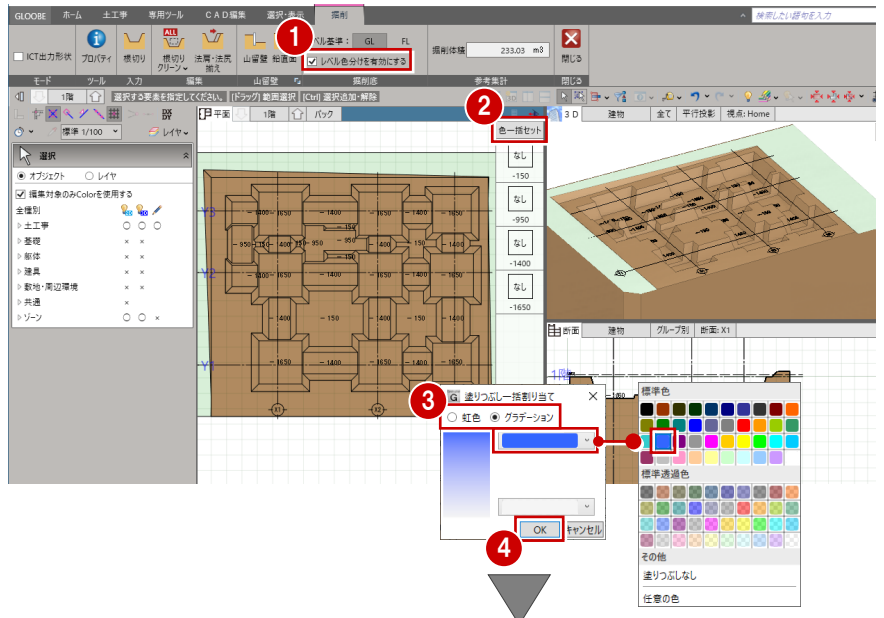 GLOOBE ホーム 土工事 専用ツール CAD編集 選択・表示 掘削
検索したい語句を入力
1
レベル基準： GL FL
ICT出力形状 プロパティ 根切り 根切りクリーン 法肩・法尻揃え 山留壁 鉛直面
ALL
レベル色分けを有効にする
掘削体積 233.03 m3
閉じる
モード ツール 入力 編集 山留壁 掘削底 参考集計 閉じる
1階 選択する要素を指定してください。 [ドラッグ] 範囲選択 [Ctrl] 選択追加・解除
標準 1/100 レイヤ
選択
オブジェクト レイヤ
編集対象のみColorを使用する
全種別
土工事 ○ ○ ○
基礎 × ×
躯体 × ×
建具 × ×
敷地・周辺環境 × ×
共通 ×
ゾーン ○ ○ ×
平面 1階 パック
2
色一括セット
なし
-150
なし
-950
なし
-1400
なし
-1650
Y3
Y2
Y1
X1 X2
3D 建物 全て 平行投影 視点: Home
断面 建物 グループ別 断面: X1
1階
3
G 塗りつぶし一括割り当て
虹色 グラデーション
4
OK キャンセル
標準色
標準透過色
その他
塗りつぶしなし
任意の色